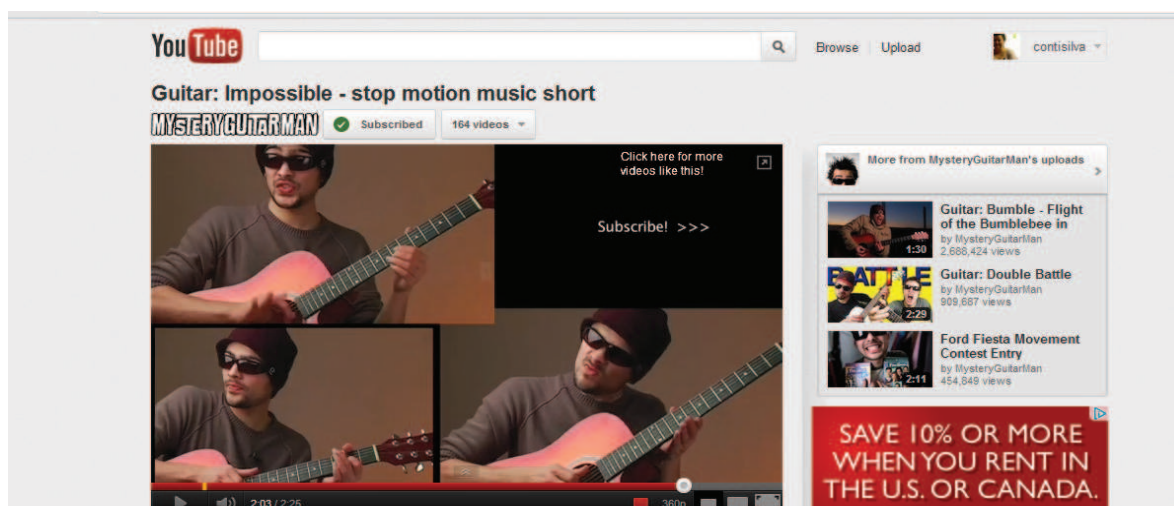 YouTube
Browse Upload contisilva
Guitar: Impossible - stop motion music short
MYSTERYGUITARMAN Subscribed 164 videos
Click here for more
videos like this!
Subscribe! >>>
2:03 / 2:25
360p
More from MysteryGuitarMan's uploads
1:30
Guitar: Bumble - Flight
of the Bumblebee in
by MysteryGuitarMan
2,688,424 views
BATTLE
2:29
Guitar: Double Battle
by MysteryGuitarMan
909,687 views
2:11
Ford Fiesta Movement
Contest Entry
by MysteryGuitarMan
454,849 views
SAVE 10% OR MORE
WHEN YOU RENT IN
THE U.S. OR CANADA.